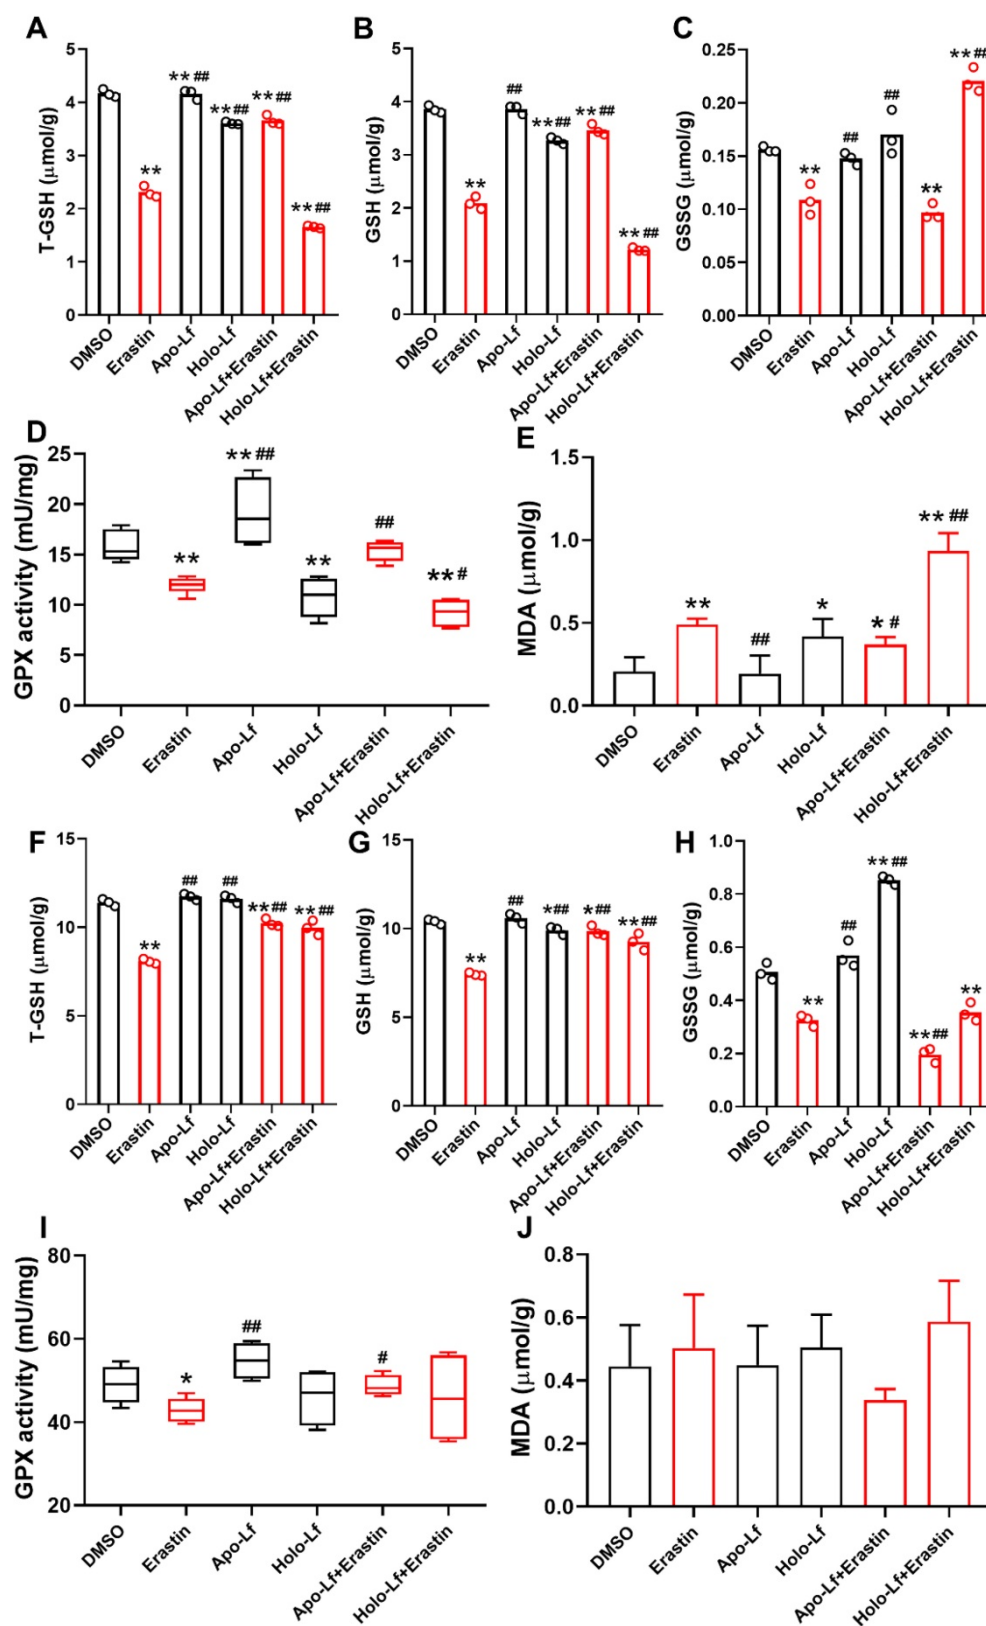 A
T-GSH (μmol/g)
5
4
3
2
1
0
**
**##
**##
**##
**##
DMSO
Erastin
Apo-Lf
Holo-Lf
Apo-Lf+Erastin
Holo-Lf+Erastin
B
GSH (μmol/g)
5
4
3
2
1
0
**
##
**##
**##
**##
DMSO
Erastin
Apo-Lf
Holo-Lf
Apo-Lf+Erastin
Holo-Lf+Erastin
C
GSSG (μmol/g)
0.25
0.20
0.15
0.10
0.05
0.00
**
##
##
**
**##
DMSO
Erastin
Apo-Lf
Holo-Lf
Apo-Lf+Erastin
Holo-Lf+Erastin
D
GPX activity (mU/mg)
25
20
15
10
5
0
**
**##
**
##
**#
DMSO
Erastin
Apo-Lf
Holo-Lf
Apo-Lf+Erastin
Holo-Lf+Erastin
E
MDA (μmol/g)
1.5
1.0
0.5
0.0
**
##
*
*#
**##
DMSO
Erastin
Apo-Lf
Holo-Lf
Apo-Lf+Erastin
Holo-Lf+Erastin
F
T-GSH (μmol/g)
15
10
5
0
**
##
##
**##
**##
DMSO
Erastin
Apo-Lf
Holo-Lf
Apo-Lf+Erastin
Holo-Lf+Erastin
G
GSH (μmol/g)
15
10
5
0
**
##
*##
*##
**##
DMSO
Erastin
Apo-Lf
Holo-Lf
Apo-Lf+Erastin
Holo-Lf+Erastin
H
GSSG (μmol/g)
1.0
0.8
0.6
0.4
0.2
0.0
**
##
**##
**##
**
DMSO
Erastin
Apo-Lf
Holo-Lf
Apo-Lf+Erastin
Holo-Lf+Erastin
I
GPX activity (mU/mg)
80
60
40
20
*
##
#
DMSO
Erastin
Apo-Lf
Holo-Lf
Apo-Lf+Erastin
Holo-Lf+Erastin
J
MDA (μmol/g)
0.8
0.6
0.4
0.2
0.0
DMSO
Erastin
Apo-Lf
Holo-Lf
Apo-Lf+Erastin
Holo-Lf+Erastin